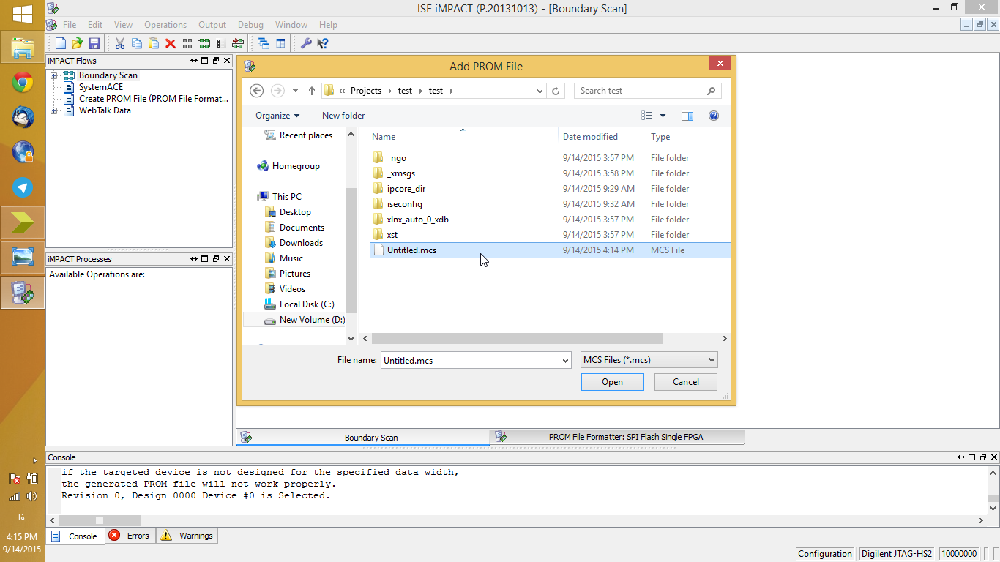 ISE iMPACT (P.20131013) - [Boundary Scan]
File Edit View Operations Output Debug Window Help
iMPACT Flows
Boundary Scan
SystemACE
Create PROM File (PROM File Format...
WebTalk Data
iMPACT Processes
Available Operations are:
Add PROM File
« Projects test test
Search test
Organize New folder
Recent places
Homegroup
This PC
Desktop
Documents
Downloads
Music
Pictures
Videos
Local Disk (C:)
New Volume (D:)
Name Date modified Type
_ngo 9/14/2015 3:57 PM File folder
_xmsgs 9/14/2015 3:58 PM File folder
ipcore_dir 9/14/2015 9:29 AM File folder
iseconfig 9/14/2015 9:32 AM File folder
xlnx_auto_0_xdb 9/14/2015 3:57 PM File folder
xst 9/14/2015 3:57 PM File folder
Untitled.mcs 9/14/2015 4:14 PM MCS File
File name: Untitled.mcs MCS Files (*.mcs)
Open Cancel
Boundary Scan PROM File Formatter: SPI Flash Single FPGA
Console
if the targeted device is not designed for the specified data width,
the generated PROM file will not work properly.
Revision 0, Design 0000 Device #0 is Selected.
Console Errors Warnings
Configuration Digilent JTAG-HS2 10000000
فا
4:15 PM
9/14/2015